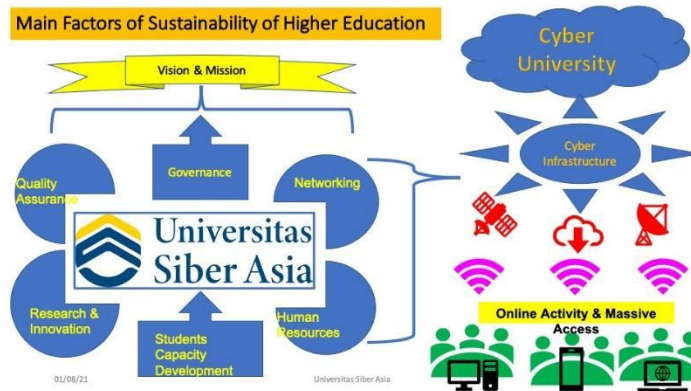 Main Factors of Sustainability of Higher Education
Vision & Mission
Quality
Assurance
Governance
Networking
Universitas
Siber Asia
Research &
Innovation
Students
Capacity
Development
Human
Resources
Cyber
University
Cyber
Infrastructure
Online Activity & Massive
Access
01/08/21
Universitas Siber Asia